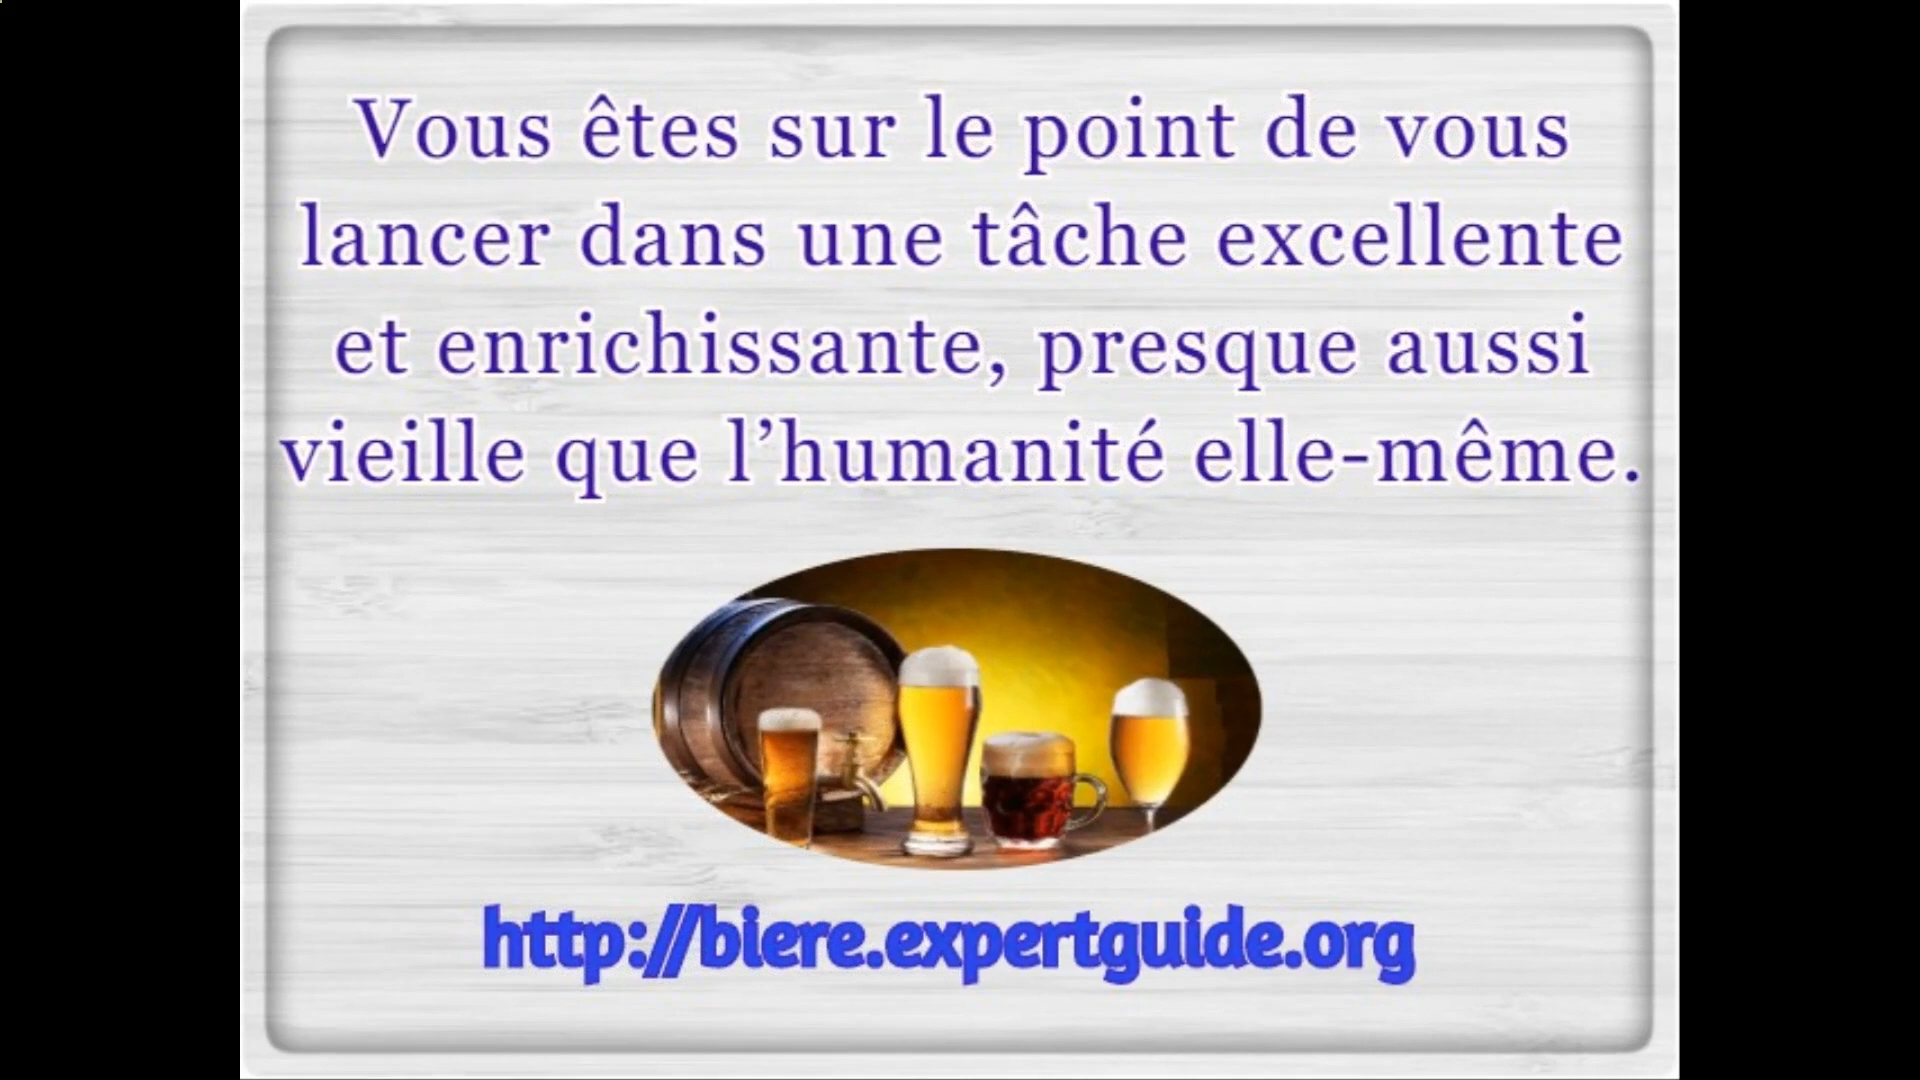 Vous êtes sur le point de vous
lancer dans une tâche excellente
et enrichissante, presque aussi
vieille que l’humanité elle-même.
http://biere.expertguide.org